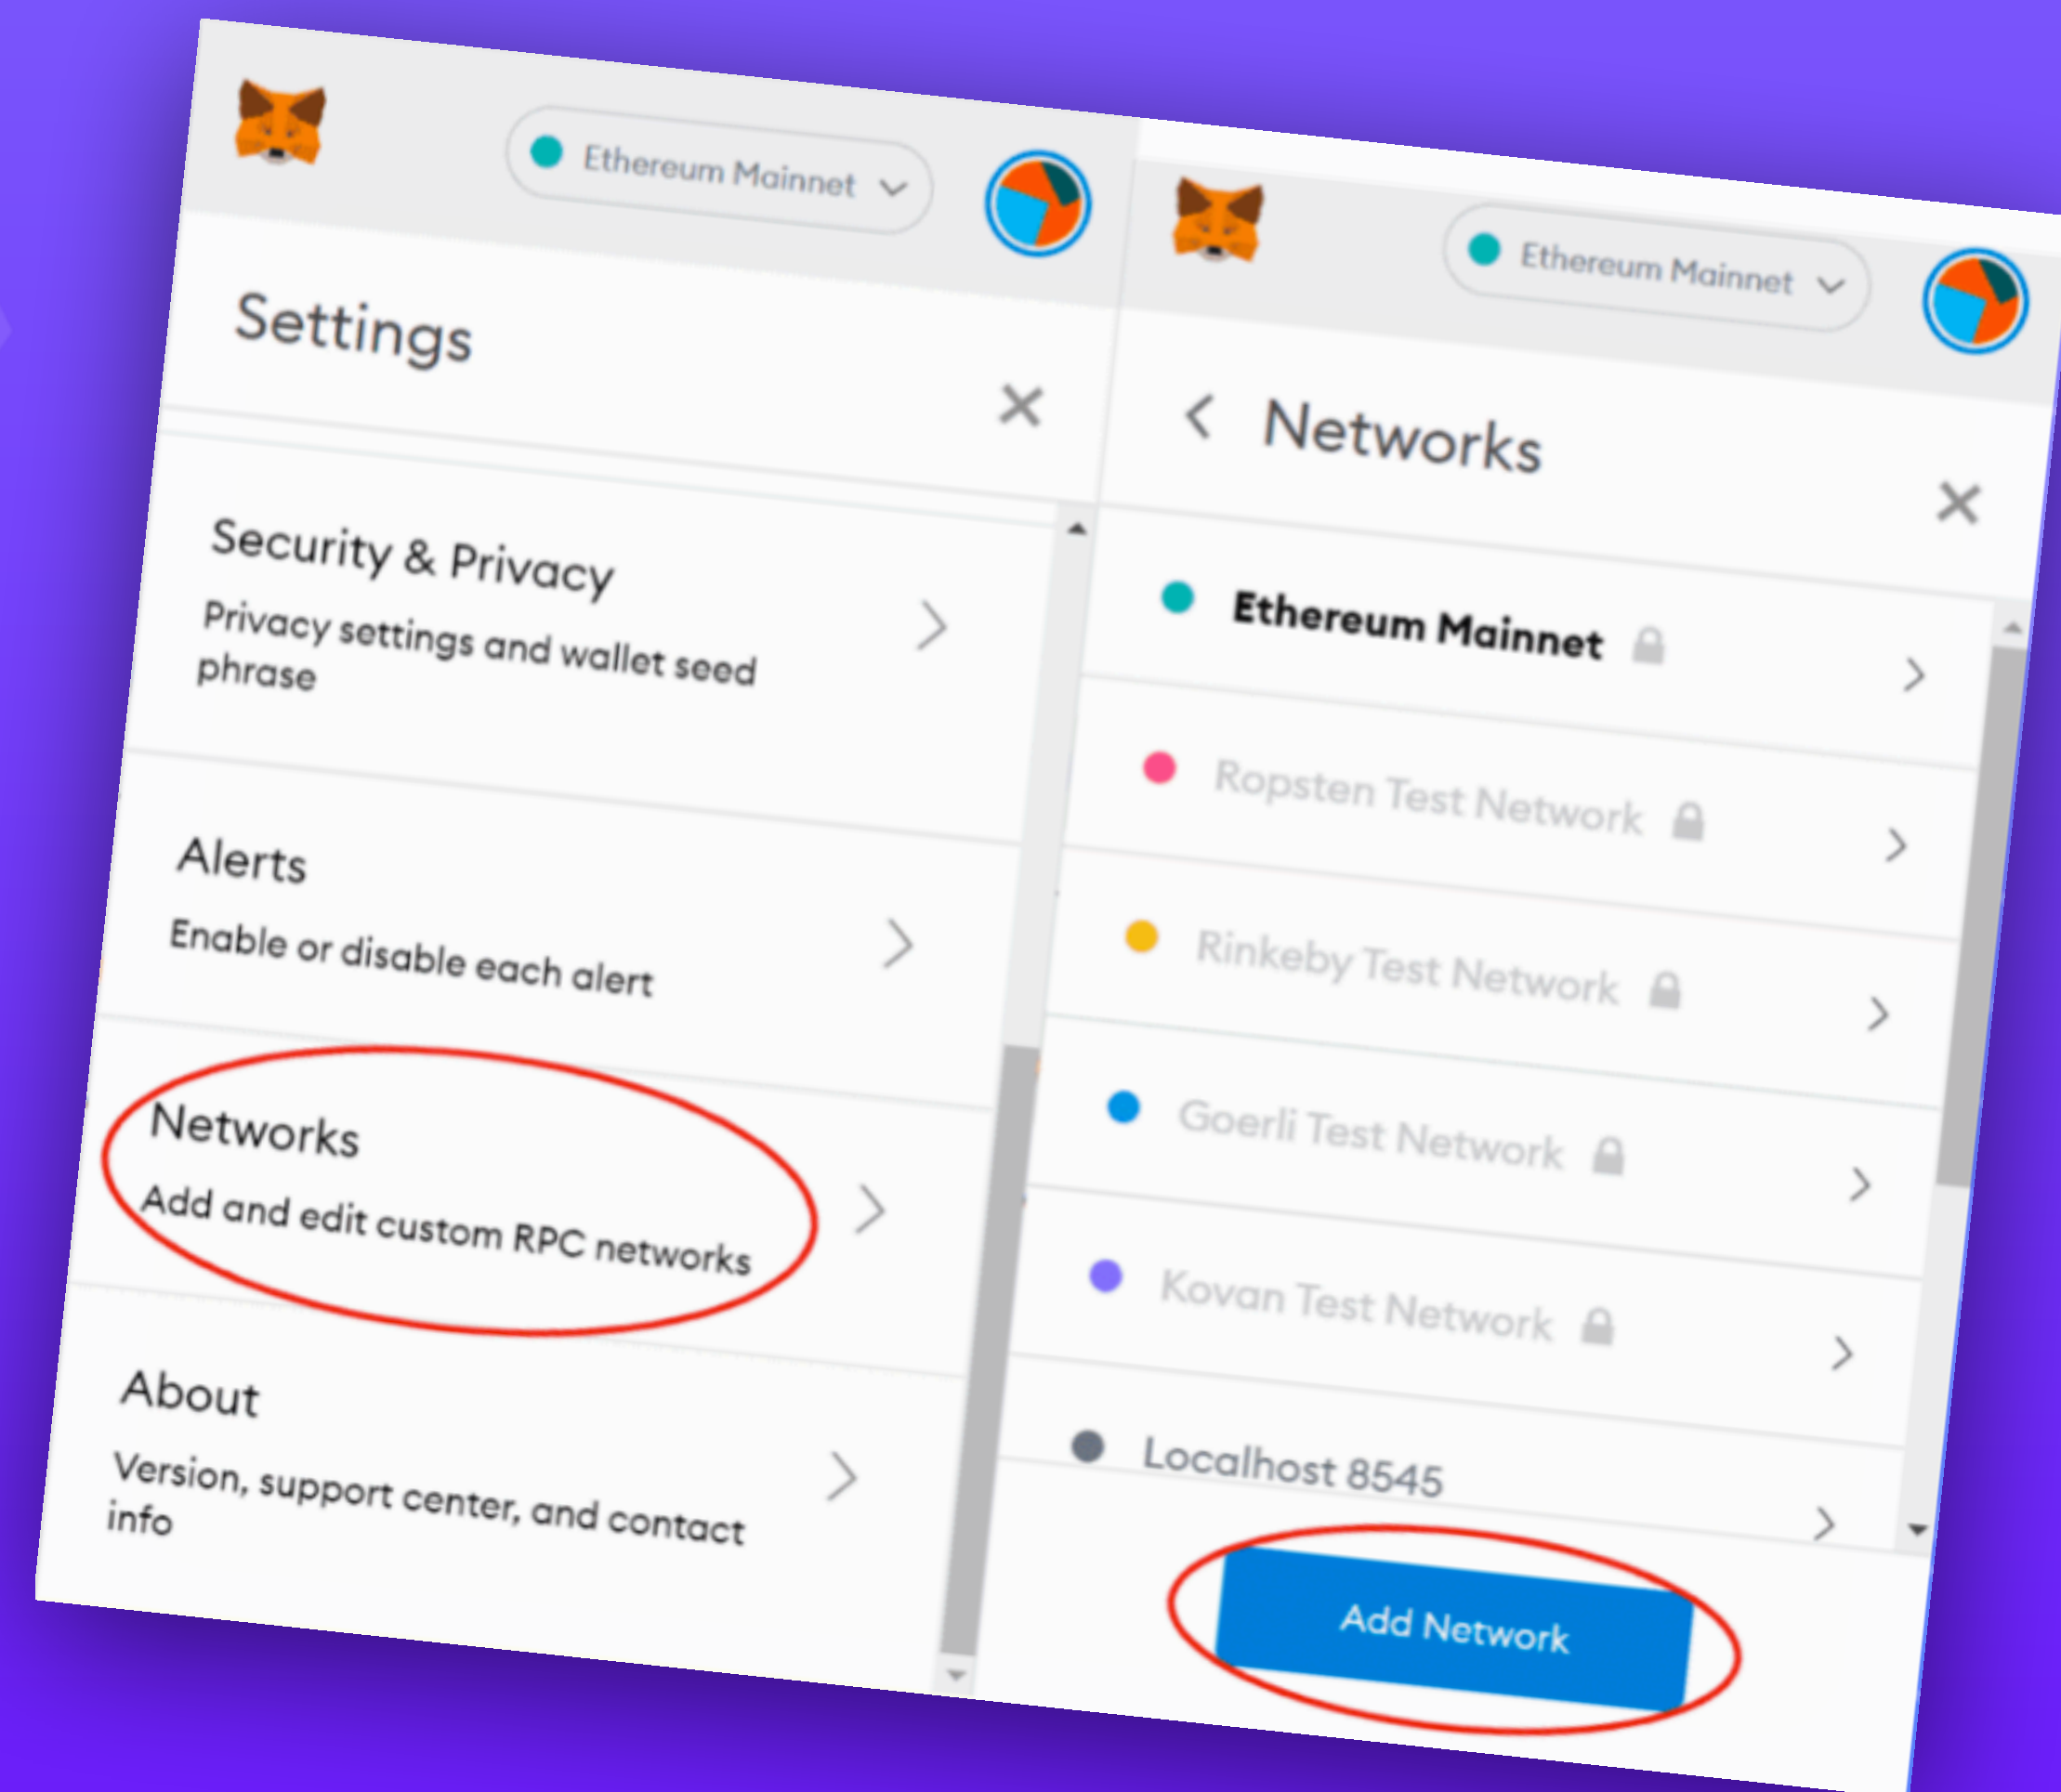 Ethereum Mainnet
Settings
Security & Privacy
Privacy settings and wallet seed
phrase
Alerts
Enable or disable each alert
Networks
Add and edit custom RPC networks
About
Version, support center, and contact
info
Ethereum Mainnet
Networks
Ethereum Mainnet
Ropsten Test Network
Rinkeby Test Network
Goerli Test Network
Kovan Test Network
Localhost 8545
Add Network